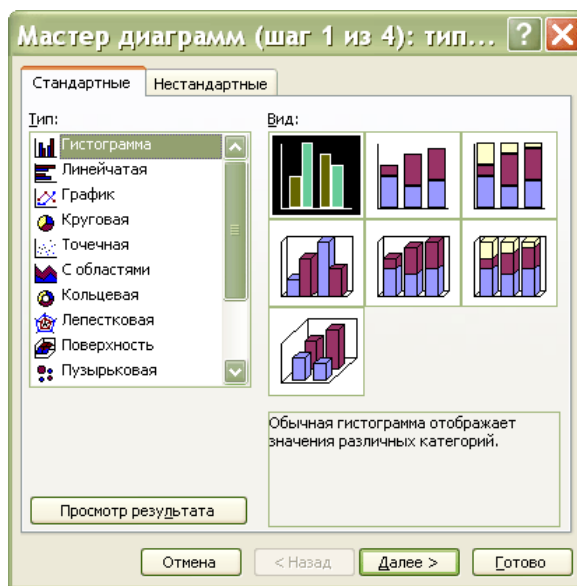 Мастер диаграмм (шаг 1 из 4): тип...
Стандартные
Нестандартные
Тип:
Гистограмма
Линейчатая
График
Круговая
Точечная
С областями
Кольцевая
Лепестковая
Поверхность
Пузырьковая
Вид:
Обычная гистограмма отображает
значения различных категорий.
Просмотр результата
Отмена
< Назад
Далее >
Готово